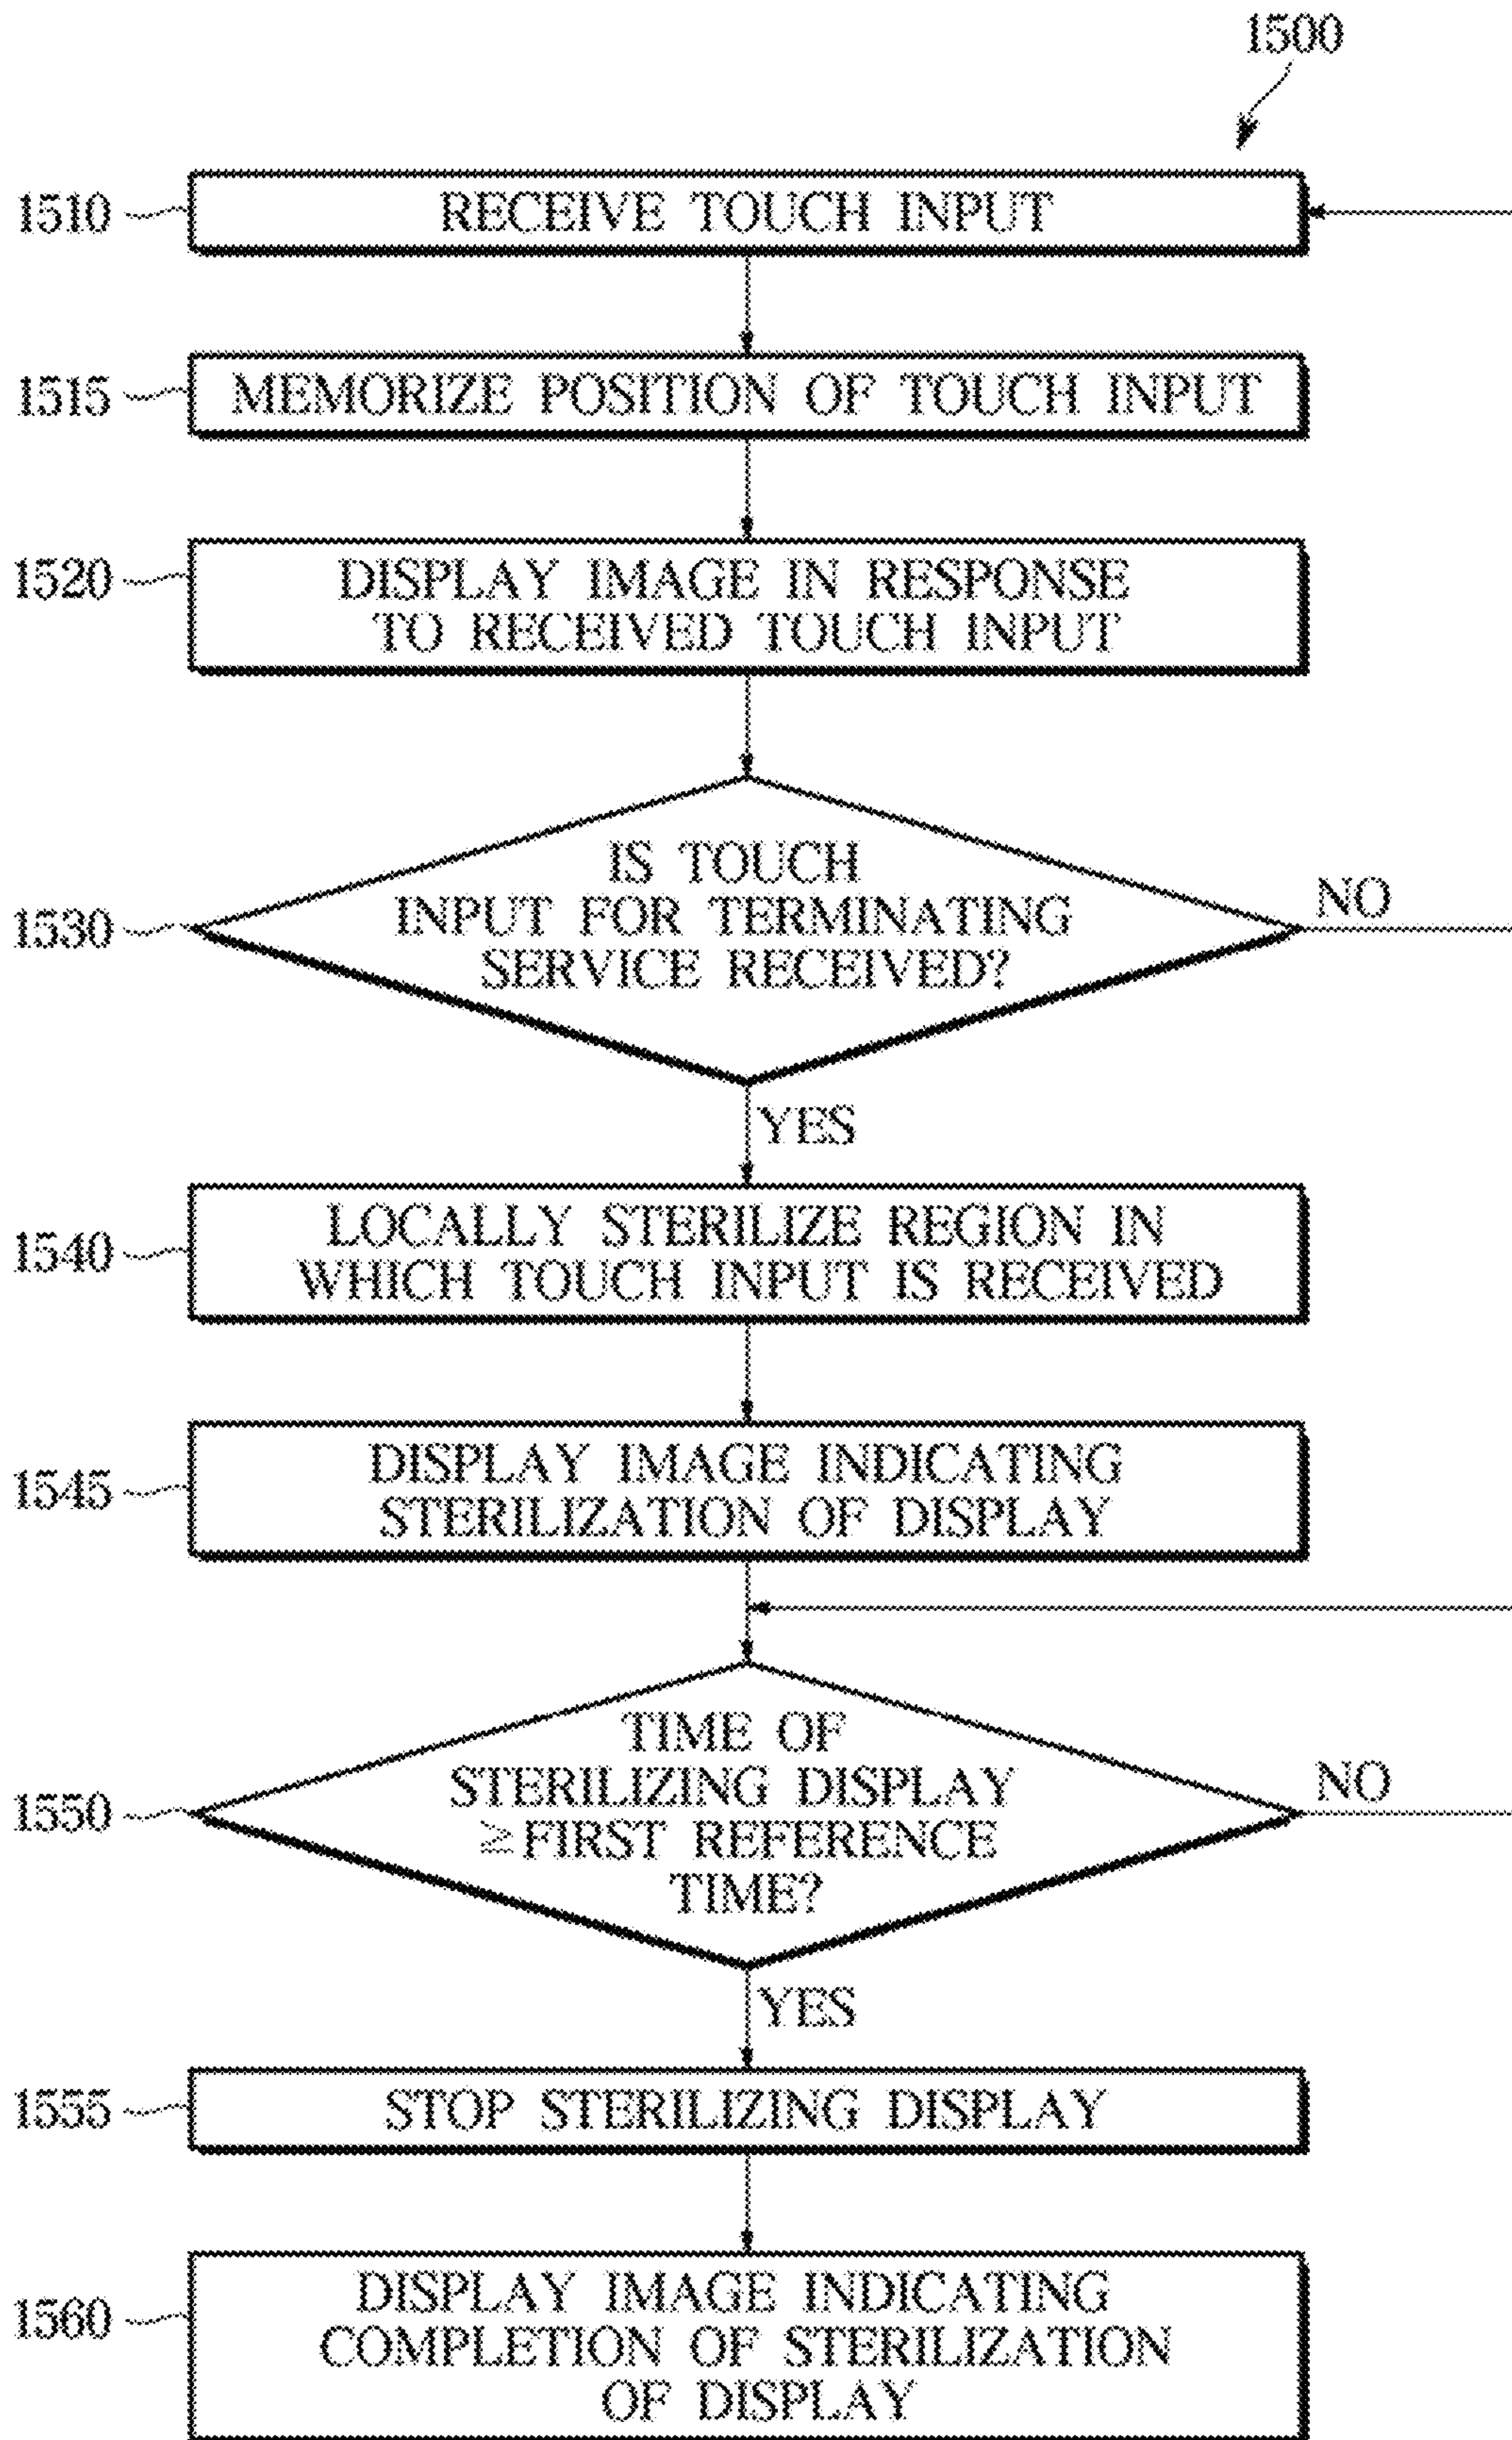 1500
1510
RECEIVE TOUCH INPUT
1515
MEMORIZE POSITION OF TOUCH INPUT
1520
DISPLAY IMAGE IN RESPONSE
TO RECEIVED TOUCH INPUT
1530
IS TOUCH
INPUT FOR TERMINATING
SERVICE RECEIVED?
NO
YES
1540
LOCALLY STERILIZE REGION IN
WHICH TOUCH INPUT IS RECEIVED
1545
DISPLAY IMAGE INDICATING
STERILIZATION OF DISPLAY
1550
TIME OF
STERILIZING DISPLAY
≥FIRST REFERENCE
TIME?
NO
YES
1555
STOP STERILIZING DISPLAY
1560
DISPLAY IMAGE INDICATING
COMPLETION OF STERILIZATION
OF DISPLAY